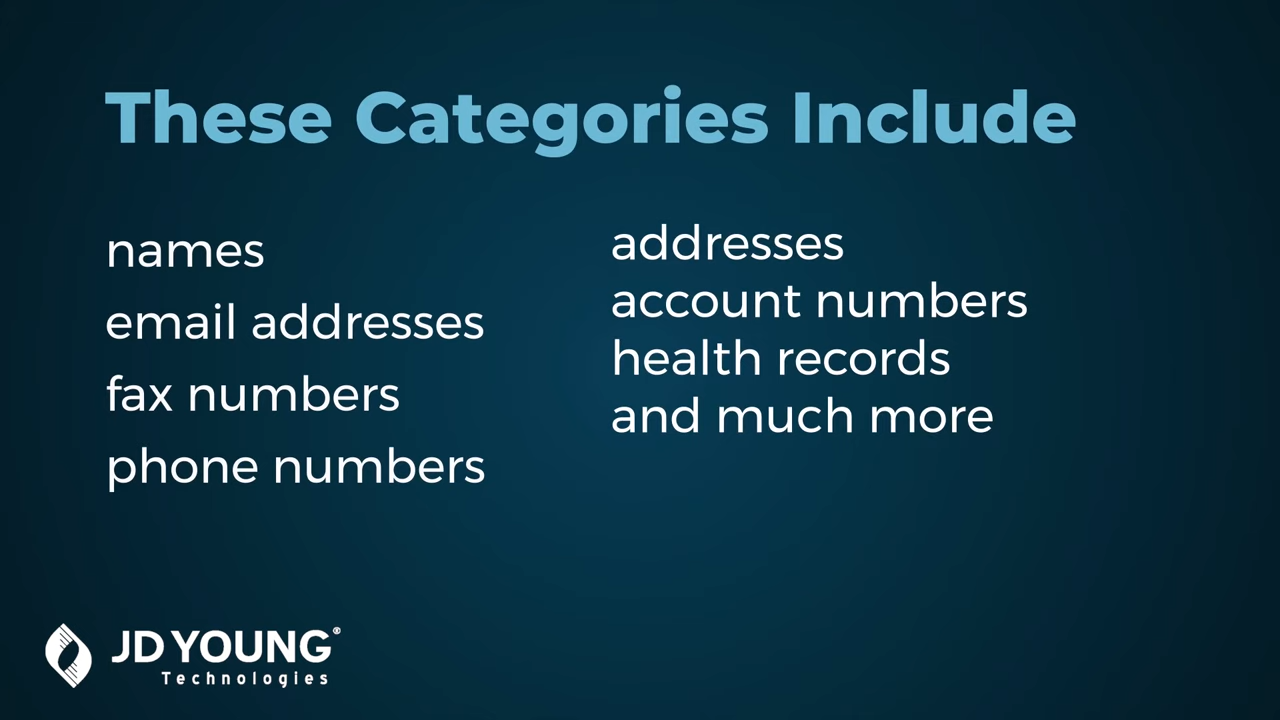 These Categories Include
names
email addresses
fax numbers
phone numbers
addresses
account numbers
health records
and much more
JD YOUNG®
Technologies